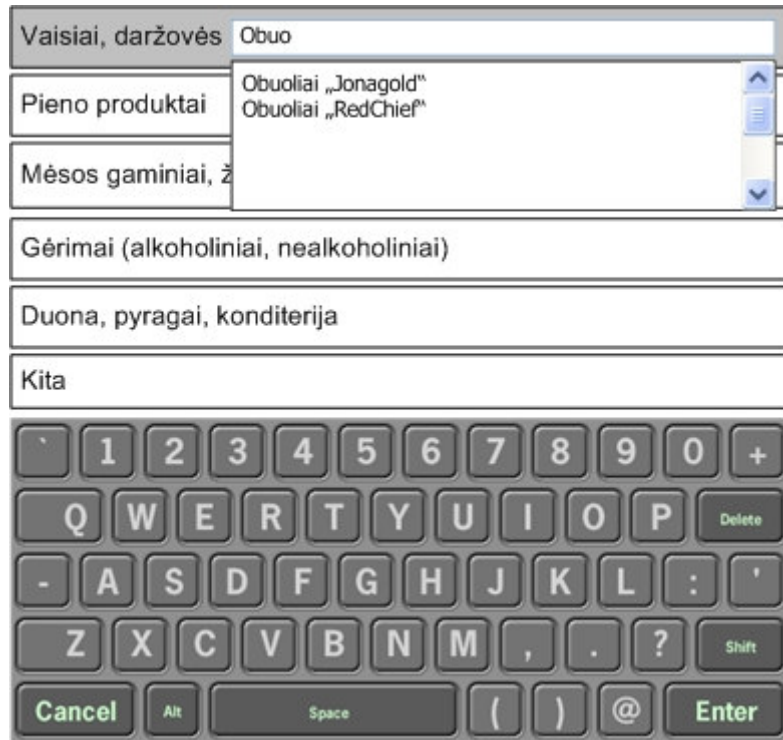 Vaisiai, daržovės Obuo
Obuoliai „Jonagold“
Pieno produktai
Obuoliai „RedChief“
Mėsos gaminiai, ž
Gėrimai (alkoholiniai, nealkoholiniai)
Duona, pyragai, konditerija
Kita
` 1 2 3 4 5 6 7 8 9 0 +
Q W E R T Y U I O P Delete
- A S D F G H J K L : '
Z X C V B N M , . ? Shift
Cancel Alt Space ( ) @ Enter